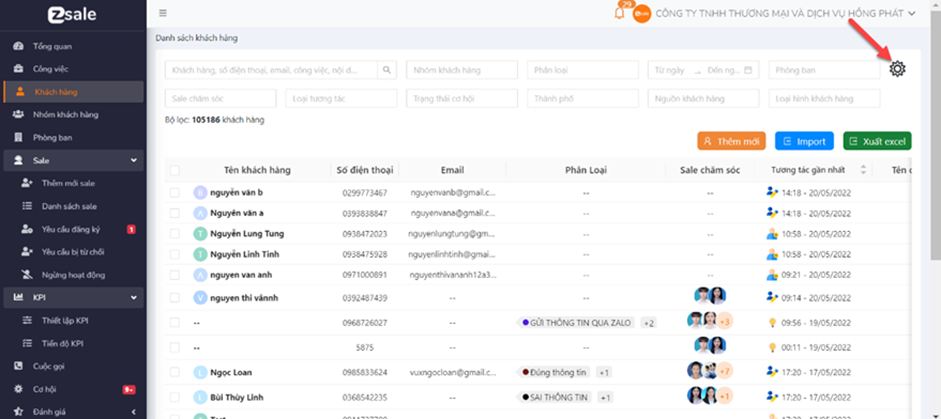 zsale
29
zsale CÔNG TY TNHH THƯƠNG MẠI VÀ DỊCH VỤ HỒNG PHÁT
Tổng quan
Công việc
Khách hàng
Nhóm khách hàng
Phòng ban
Sale
Thêm mới sale
Danh sách sale
Yêu cầu đăng ký 1
Yêu cầu bị từ chối
Ngừng hoạt động
KPI
Thiết lập KPI
Tiến độ KPI
Cuộc gọi
Cơ hội 9+
Đánh giá
Danh sách khách hàng
Khách hàng, số điện thoại, email, công việc, nội d... Nhóm khách hàng Phân loại Từ ngày → Đến ng... Phòng ban
Sale chăm sóc Loại tương tác Trạng thái cơ hội Thành phố Nguồn khách hàng Loại hình khách hàng
Bộ lọc: 105186 khách hàng
Thêm mới Import Xuất excel
Tên khách hàng Số điện thoại Email Phân Loại Sale chăm sóc Tương tác gần nhất Tên c
B nguyễn văn b 0299773467 nguyenvanb@gmail.c... -- -- 14:18 - 20/05/2022
A Nguyễn văn a 0393838847 nguyenvana@gmail.c... -- -- 14:18 - 20/05/2022
T Nguyễn Lung Tung 0938472023 nguyenlungtung@gm... -- -- 10:58 - 20/05/2022
T Nguyễn Linh Tinh 0938475928 nguyenlinhtinh@gmai... -- -- 10:58 - 20/05/2022
A nguyen van anh 0971000891 nguyenthivananh12a3... -- -- 09:21 - 20/05/2022
V nguyen thi vánnh 0392487439 -- -- 09:14 - 20/05/2022
-- 0968726027 -- GỬI THÔNG TIN QUA ZALO +2 +3 09:56 - 19/05/2022
-- 5875 -- -- 00:11 - 19/05/2022
L Ngọc Loan 0985833624 vuxngocloan@gmail.c... Đúng thông tin +1 +7 17:20 - 17/05/2022
L Bùi Thùy Linh 0368542235 -- SAI THÔNG TIN +1 +1 17:20 - 17/05/2022